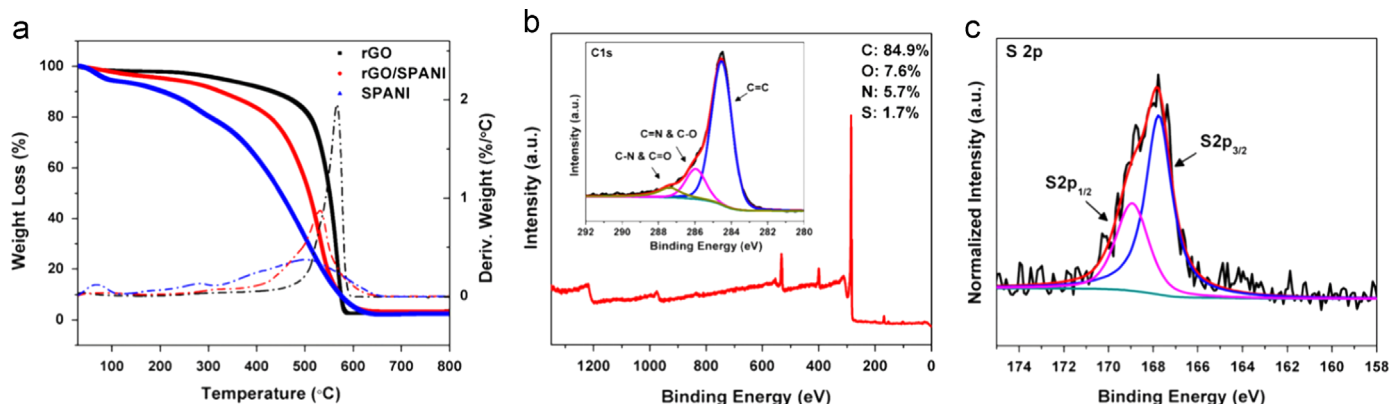 a
rGO
rGO/SPANI
SPANI
100
80
60
40
20
0
2
1
0
Weight Loss (%)
Deriv. Weight (%/°C)
100 200 300 400 500 600 700 800
Temperature (°C)
b
C1s
C=C
C=N & C-O
C-N & C=O
Intensity (a.u.)
292 290 288 286 284 282 280
Binding Energy (eV)
C: 84.9%
O: 7.6%
N: 5.7%
S: 1.7%
Intensity (a.u.)
1200 1000 800 600 400 200 0
Binding Energy (eV)
c
S 2p
S2p3/2
S2p1/2
Normalized Intensity (a.u.)
174 172 170 168 166 164 162 160 158
Binding Energy (eV)